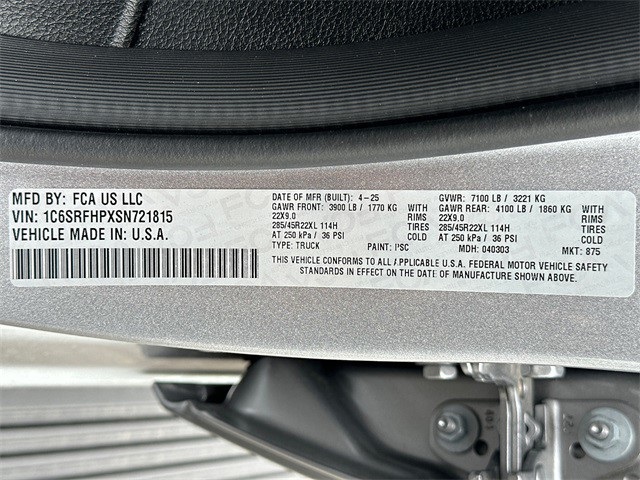 MFD BY: FCA US LLC
VIN: 1C6SRFHPXSN721815
VEHICLE MADE IN U.S.A.
DATE OF MFR (BUILT): 4-25 GVWR: 7100 LB / 3221 KG
GAWR FRONT: 3900 LB / 1770 KG WITH GAWR REAR: 4100 LB / 1860 KG WITH
22X9.0 RIMS 22X9.0 RIMS
285/45R22XL 114H TIRES 285/45R22XL 114H TIRES
AT 250 kPa / 36 PSI COLD AT 250 kPa / 36 PSI COLD
TYPE: TRUCK PAINT: PSC MDH: 040303 MKT: 875
THIS VEHICLE CONFORMS TO ALL APPLICABLE U.S.A. FEDERAL MOTOR VEHICLE SAFETY
STANDARDS IN EFFECT ON THE DATE OF MANUFACTURE SHOWN ABOVE.